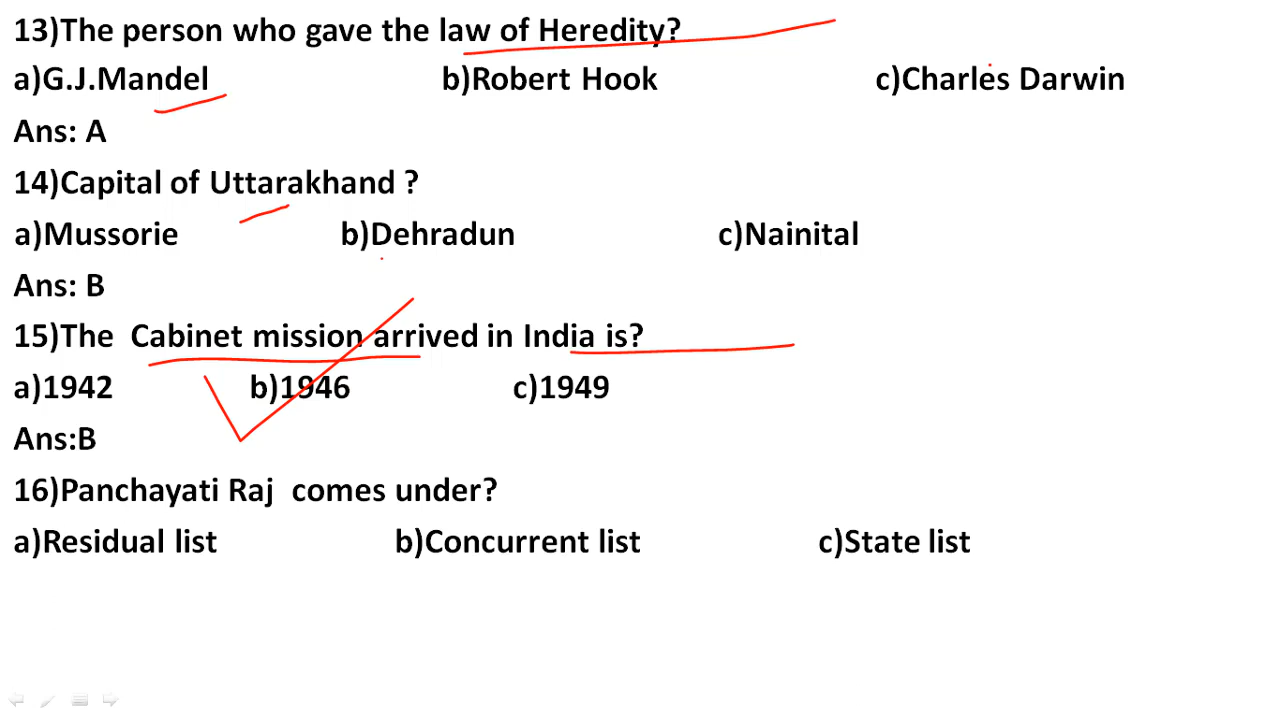 13)The person who gave the law of Heredity?
a)G.J.Mandel b)Robert Hook c)Charles Darwin
Ans: A
14)Capital of Uttarakhand ?
a)Mussorie b)Dehradun c)Nainital
Ans: B
15)The Cabinet mission arrived in India is?
a)1942 b)1946 c)1949
Ans:B
16)Panchayati Raj comes under?
a)Residual list b)Concurrent list c)State list